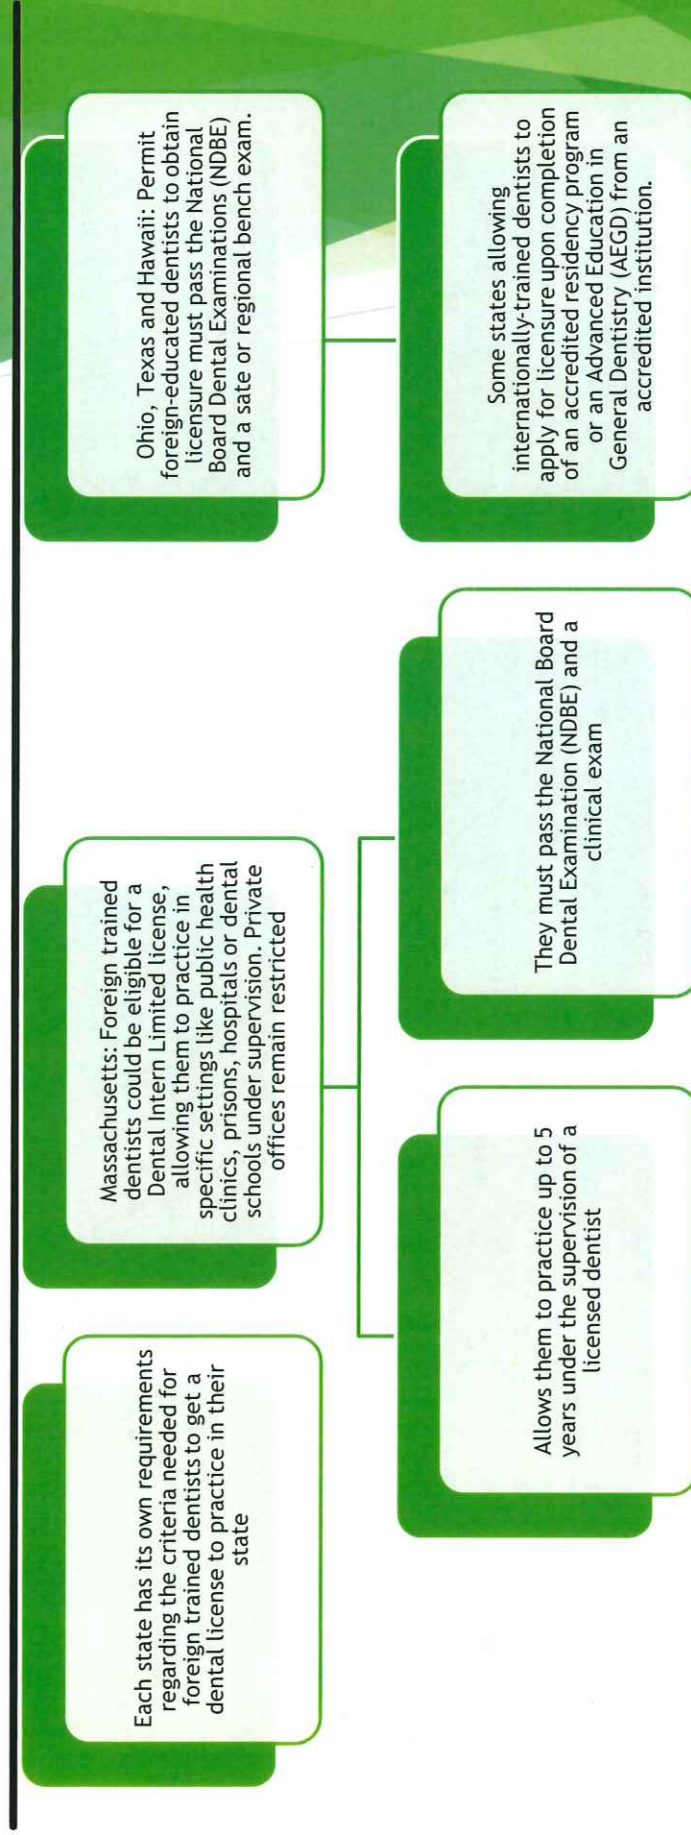 Each state has its own requirements
regarding the criteria needed for
foreign trained dentists to get a
dental license to practice in their
state
Massachusetts: Foreign trained
dentists could be eligible for a
Dental Intern Limited license,
allowing them to practice in
specific settings like public health
clinics, prisons, hospitals or dental
schools under supervision. Private
offices remain restricted
Allows them to practice up to 5
years under the supervision of a
licensed dentist
They must pass the National Board
Dental Examination (NDBE) and a
clinical exam
Ohio, Texas and Hawaii: Permit
foreign-educated dentists to obtain
licensure must pass the National
Board Dental Examinations (NDBE)
and a sate or regional bench exam.
Some states allowing
internationally-trained dentists to
apply for licensure upon completion
of an accredited residency program
or an Advanced Education in
General Dentistry (AEGD) from an
accredited institution.